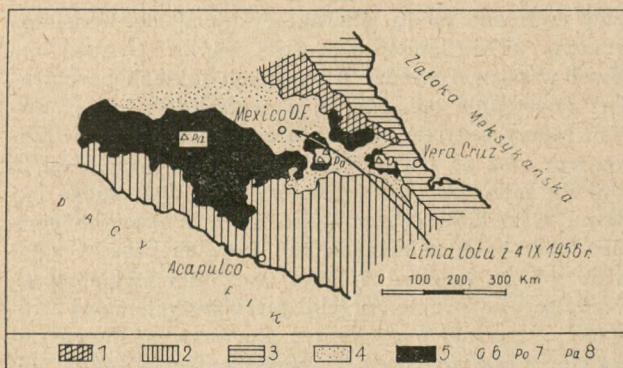 Zatoka Meksykańska
Mexico O.F.
Pa
Po
Vera Cruz
PACYFIK
Linia lotu z 4 IX 1956 r.
Acapulco
0 100 200 300 Km
1 2 3 4 5 O 6 Po 7 Pa 8